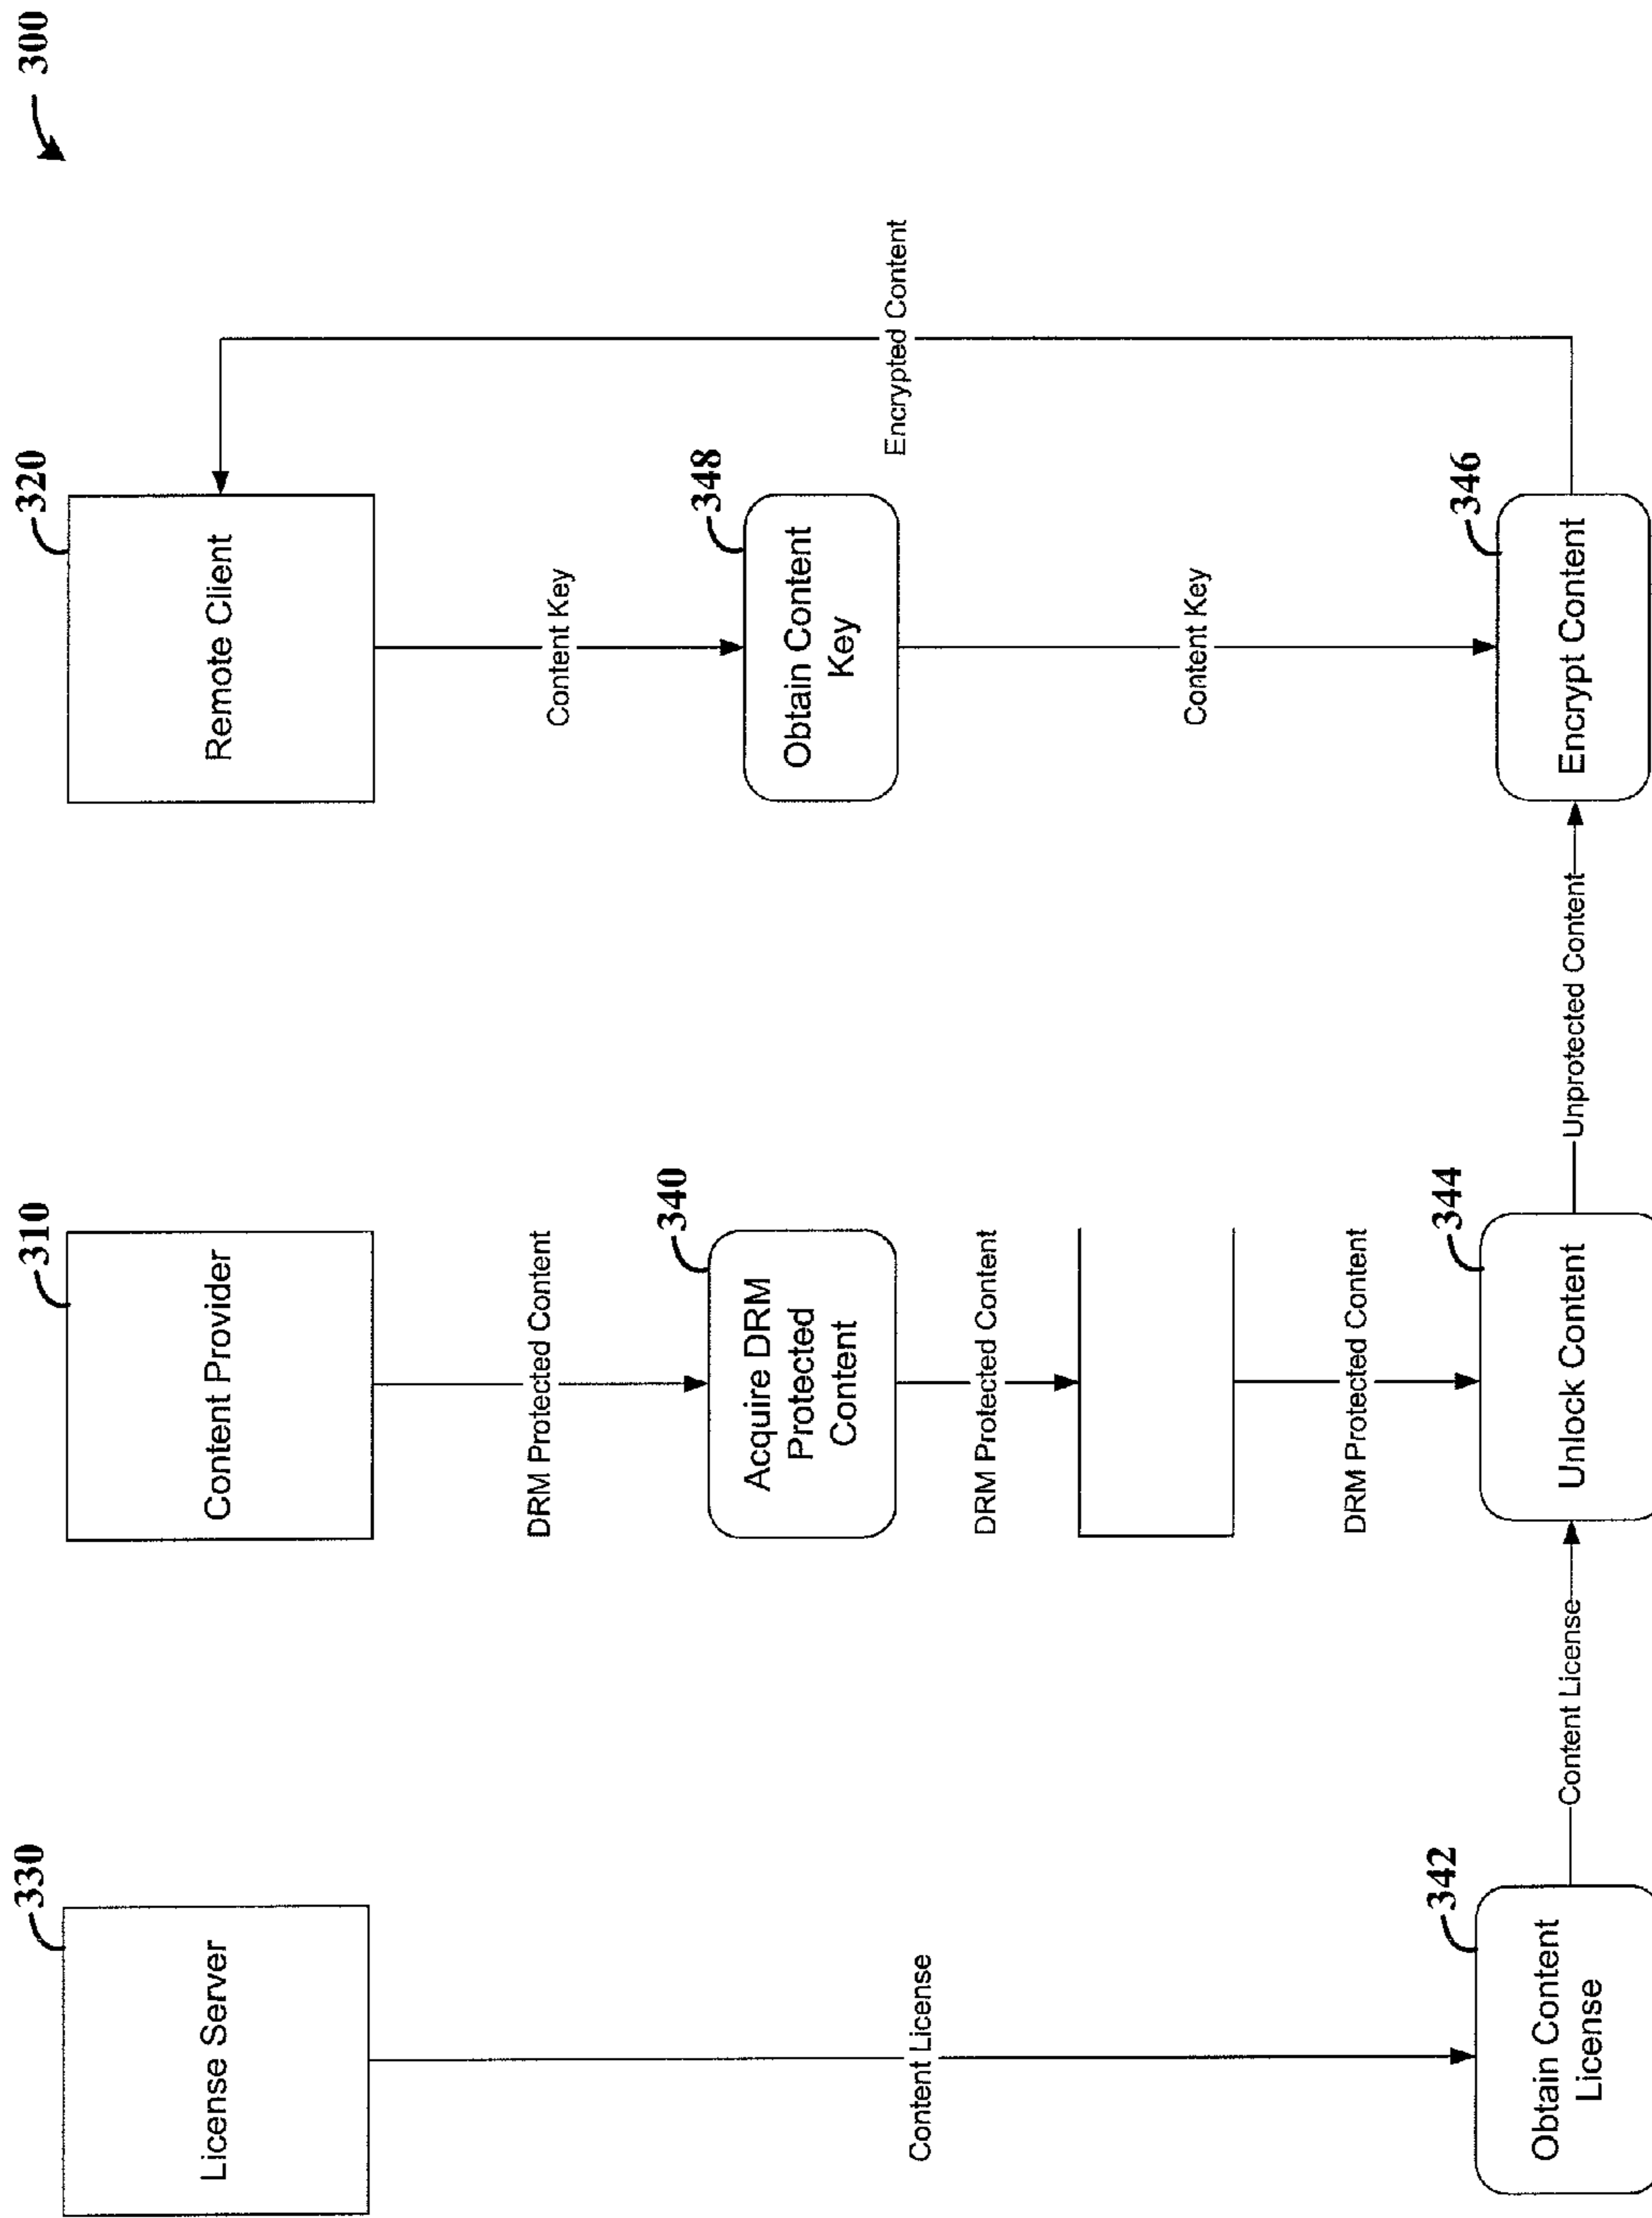 300
330
License Server
310
Content Provider
320
Remote Client
DRM Protected Content
Content Key
340
Acquire DRM
Protected
Content
348
Obtain Content
Key
Content License
DRM Protected Content
Encrypted Content
Content Key
DRM Protected Content
342
Obtain Content
License
Content License
344
Unlock Content
Unprotected Content
346
Encrypt Content